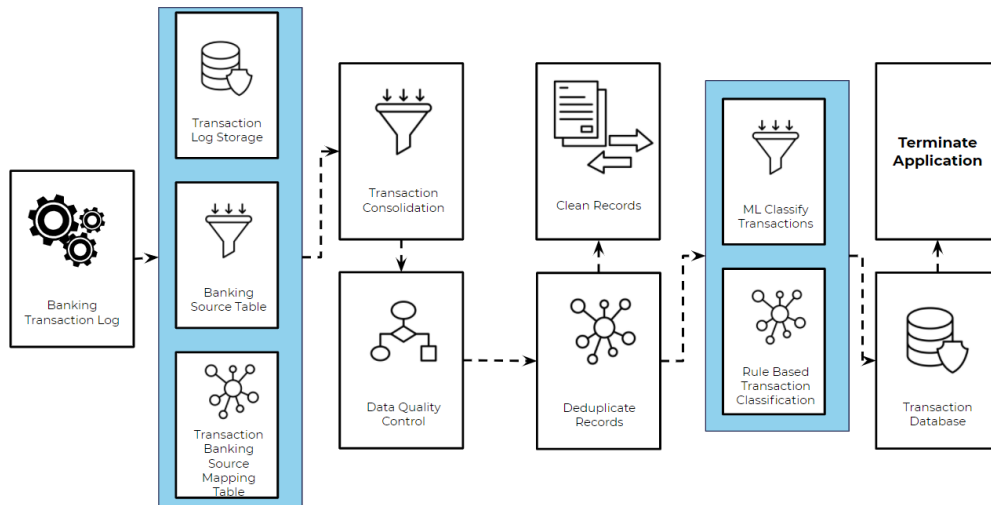 Banking
Transaction Log
Transaction
Log Storage
Banking
Source Table
Transaction
Banking
Source
Mapping
Table
Transaction
Consolidation
Data Quality
Control
Clean Records
Deduplicate
Records
ML Classify
Transactions
Rule Based
Transaction
Classification
Terminate
Application
Transaction
Database